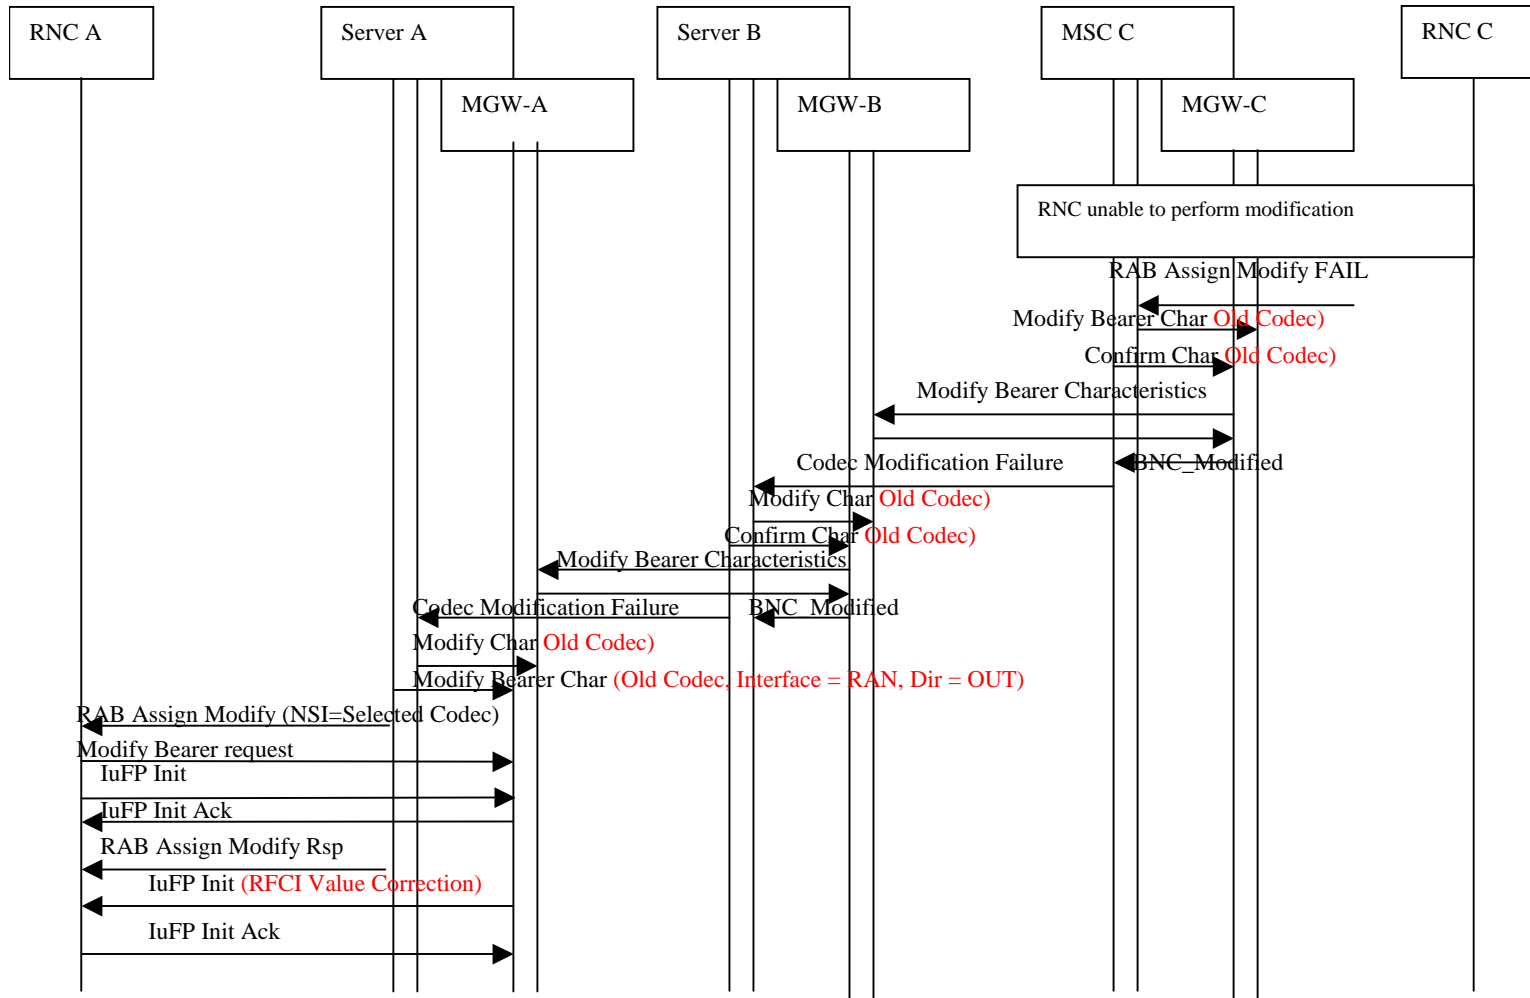 RNC A
Server A
Server B
MSC C
RNC C
MGW-A
MGW-B
MGW-C
RNC unable to perform modification
RAB Assign Modify FAIL
Modify Bearer Char Old Codec)
Confirm Char Old Codec)
Modify Bearer Characteristics
Codec Modification Failure
BNC_Modified
Modify Char Old Codec)
Confirm Char Old Codec)
Modify Bearer Characteristics
Codec Modification Failure
BNC_Modified
Modify Char Old Codec)
Modify Bearer Char (Old Codec, Interface = RAN, Dir = OUT)
RAB Assign Modify (NSI=Selected Codec)
Modify Bearer request
IuFP Init
IuFP Init Ack
RAB Assign Modify Rsp
IuFP Init (RFCI Value Correction)
IuFP Init Ack